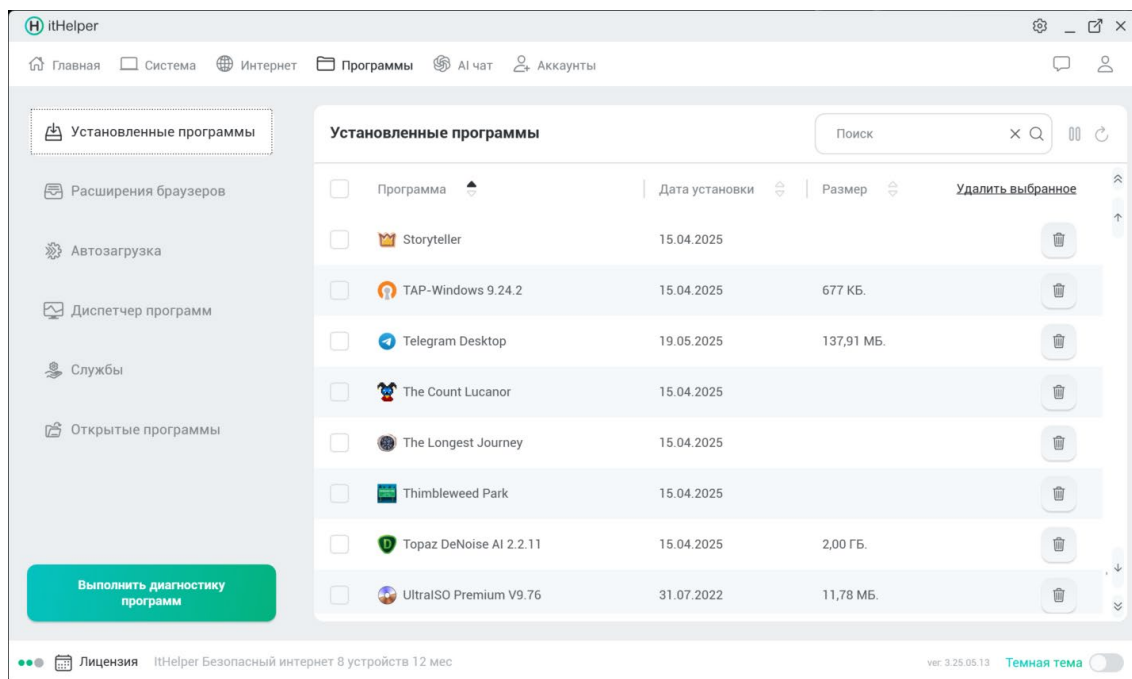 itHelper
Главная Система Интернет Программы AI чат Аккаунты
Установленные программы
Расширения браузеров
Автозагрузка
Диспетчер программ
Службы
Открытые программы
Выполнить диагностику
программ
Установленные программы Поиск
Программа Дата установки Размер Удалить выбранное
Storyteller 15.04.2025
TAP-Windows 9.24.2 15.04.2025 677 КБ.
Telegram Desktop 19.05.2025 137,91 МБ.
The Count Lucanor 15.04.2025
The Longest Journey 15.04.2025
Thimbleweed Park 15.04.2025
Topaz DeNoise AI 2.2.11 15.04.2025 2,00 ГБ.
UltraISO Premium V9.76 31.07.2022 11,78 МБ.
Лицензия ItHelper Безопасный интернет 8 устройств 12 мес ver. 3.25.05.13 Темная тема